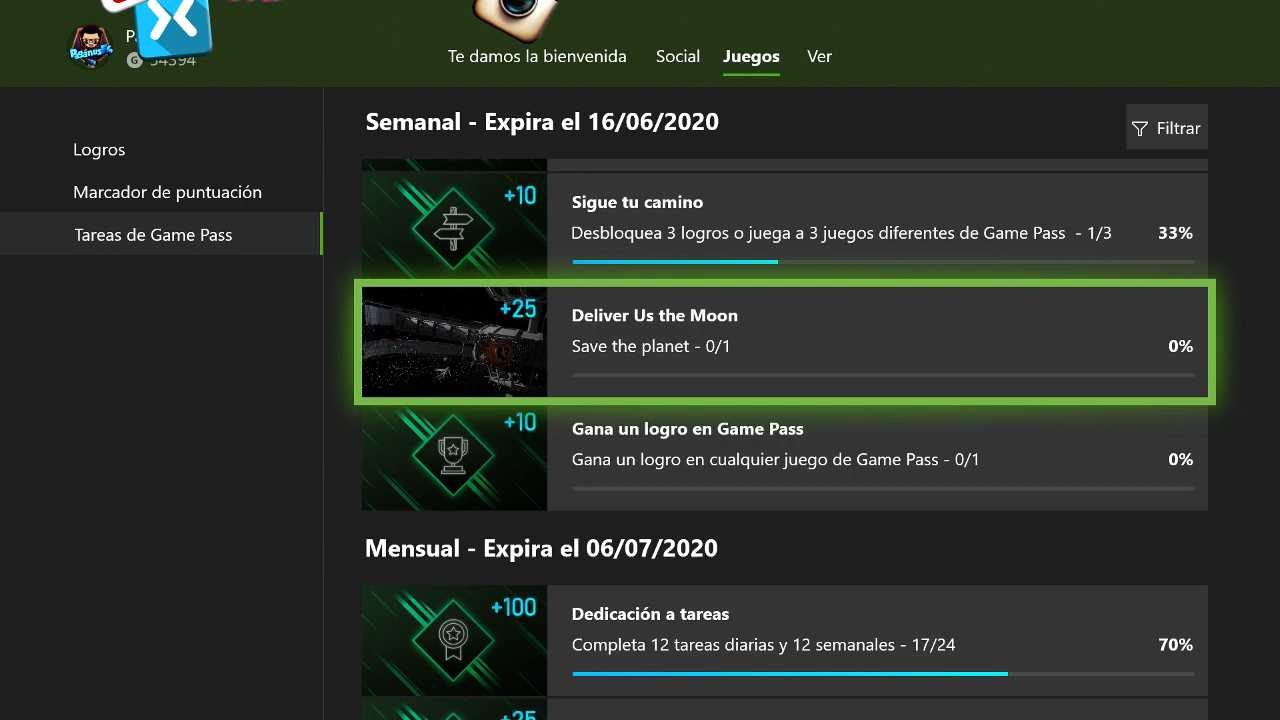 Te damos la bienvenida
Social
Juegos
Ver
G 54394
Logros
Marcador de puntuación
Tareas de Game Pass
Semanal - Expira el 16/06/2020
Filtrar
+10
Sigue tu camino
Desbloquea 3 logros o juega a 3 juegos diferentes de Game Pass - 1/3
33%
+25
Deliver Us the Moon
Save the planet - 0/1
0%
+10
Gana un logro en Game Pass
Gana un logro en cualquier juego de Game Pass - 0/1
0%
Mensual - Expira el 06/07/2020
+100
Dedicación a tareas
Completa 12 tareas diarias y 12 semanales - 17/24
70%
+25